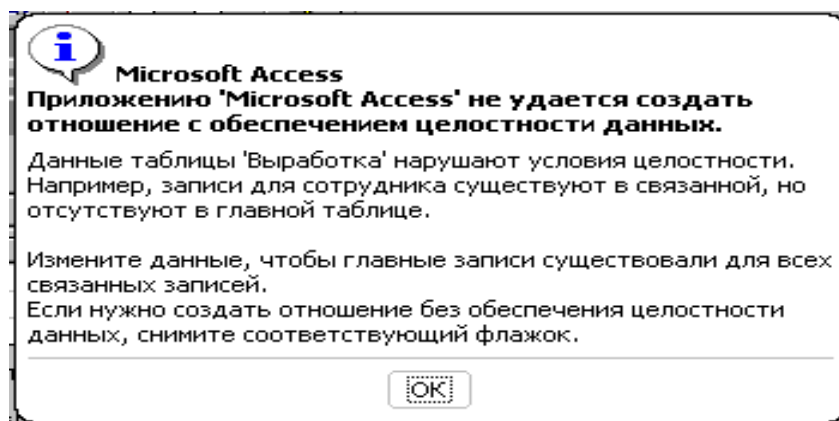 Microsoft Access
Приложению 'Microsoft Access' не удается создать
отношение с обеспечением целостности данных.
Данные таблицы 'Выработка' нарушают условия целостности.
Например, записи для сотрудника существуют в связанной, но
отсутствуют в главной таблице.
Измените данные, чтобы главные записи существовали для всех
связанных записей.
Если нужно создать отношение без обеспечения целостности
данных, снимите соответствующий флажок.
OK